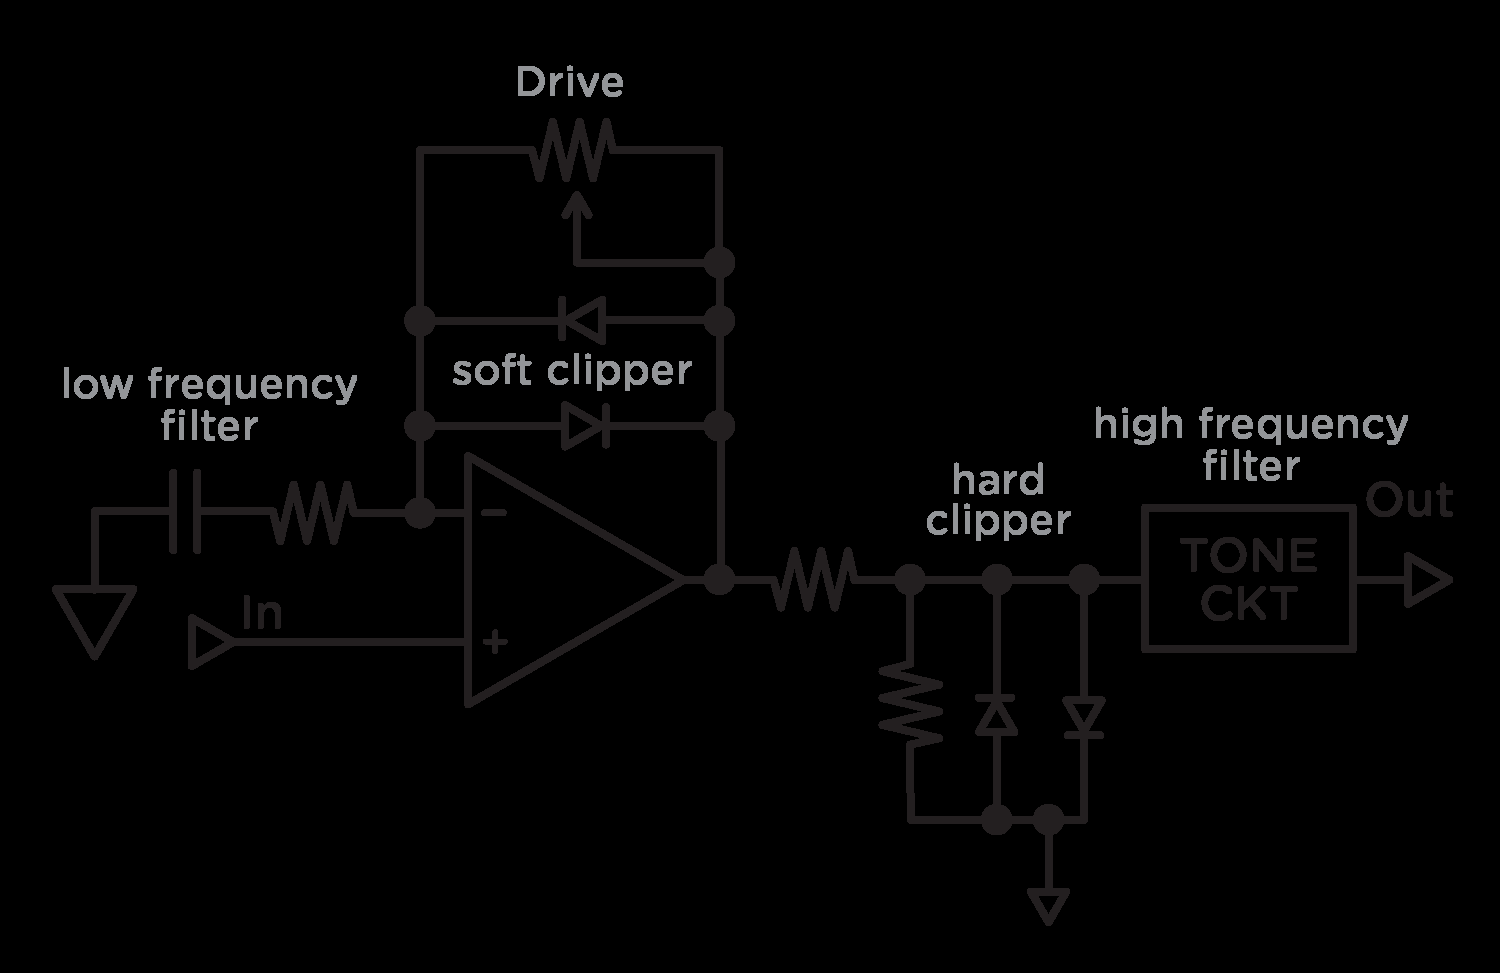 Drive
soft clipper
low frequency
filter
high frequency
filter
hard
clipper
Out
TONE
CKT
In
-
+